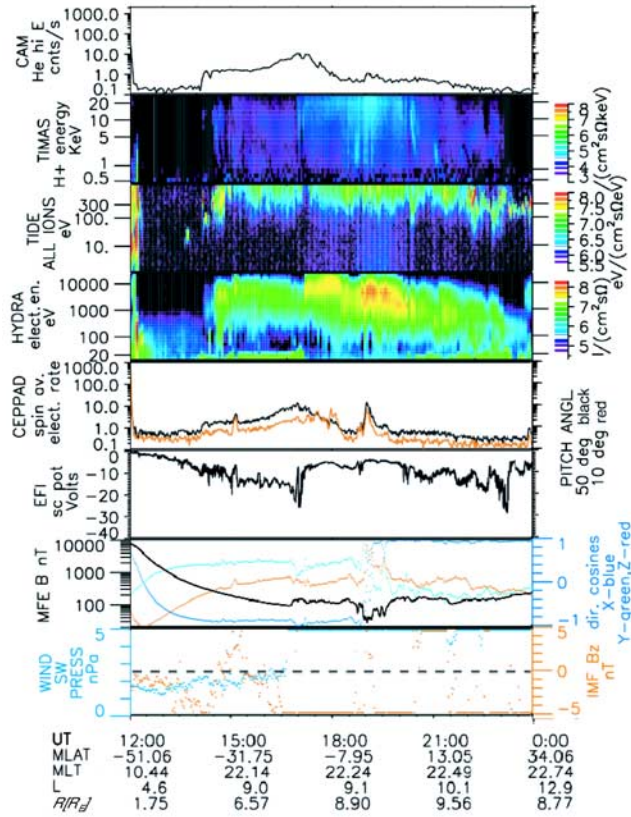 CAM
He hi E
cnts/s
1000.0
100.0
10.0
1.0
0.1
TIMAS
H+ energy
KeV
20
10
5
1
0.5
8
7
6
5
4
3
/(cm²sΩkeV)
TIDE
ALL IONS
eV
300
100
10.
8.0
7.5
7.0
6.5
6.0
5.5
eV/(cm²sΩeV)
HYDRA
elect. en.
eV
10000
1000
100
20
8
7
6
5
/(cm²sΩ)
CEPPAD
spin av.
elect. rate
1000.0
100.0
10.0
1.0
0.1
PITCH ANGL
50 deg black
10 deg red
EFI
sc pot
Volts
0
-10
-20
-30
-40
MFE B nT
10000
1000
100
1
0
-1
dir. cosines
X-blue
Y-green,Z-red
WIND
SW
PRESS
nPa
5
0
5
0
-5
IMF Bz
nT
UT 12:00 15:00 18:00 21:00 0:00
MLAT -51.06 -31.75 -7.95 13.05 34.06
MLT 10.44 22.14 22.24 22.49 22.74
L 4.6 9.0 9.1 10.1 12.9
R[R_E] 1.75 6.57 8.90 9.56 8.77